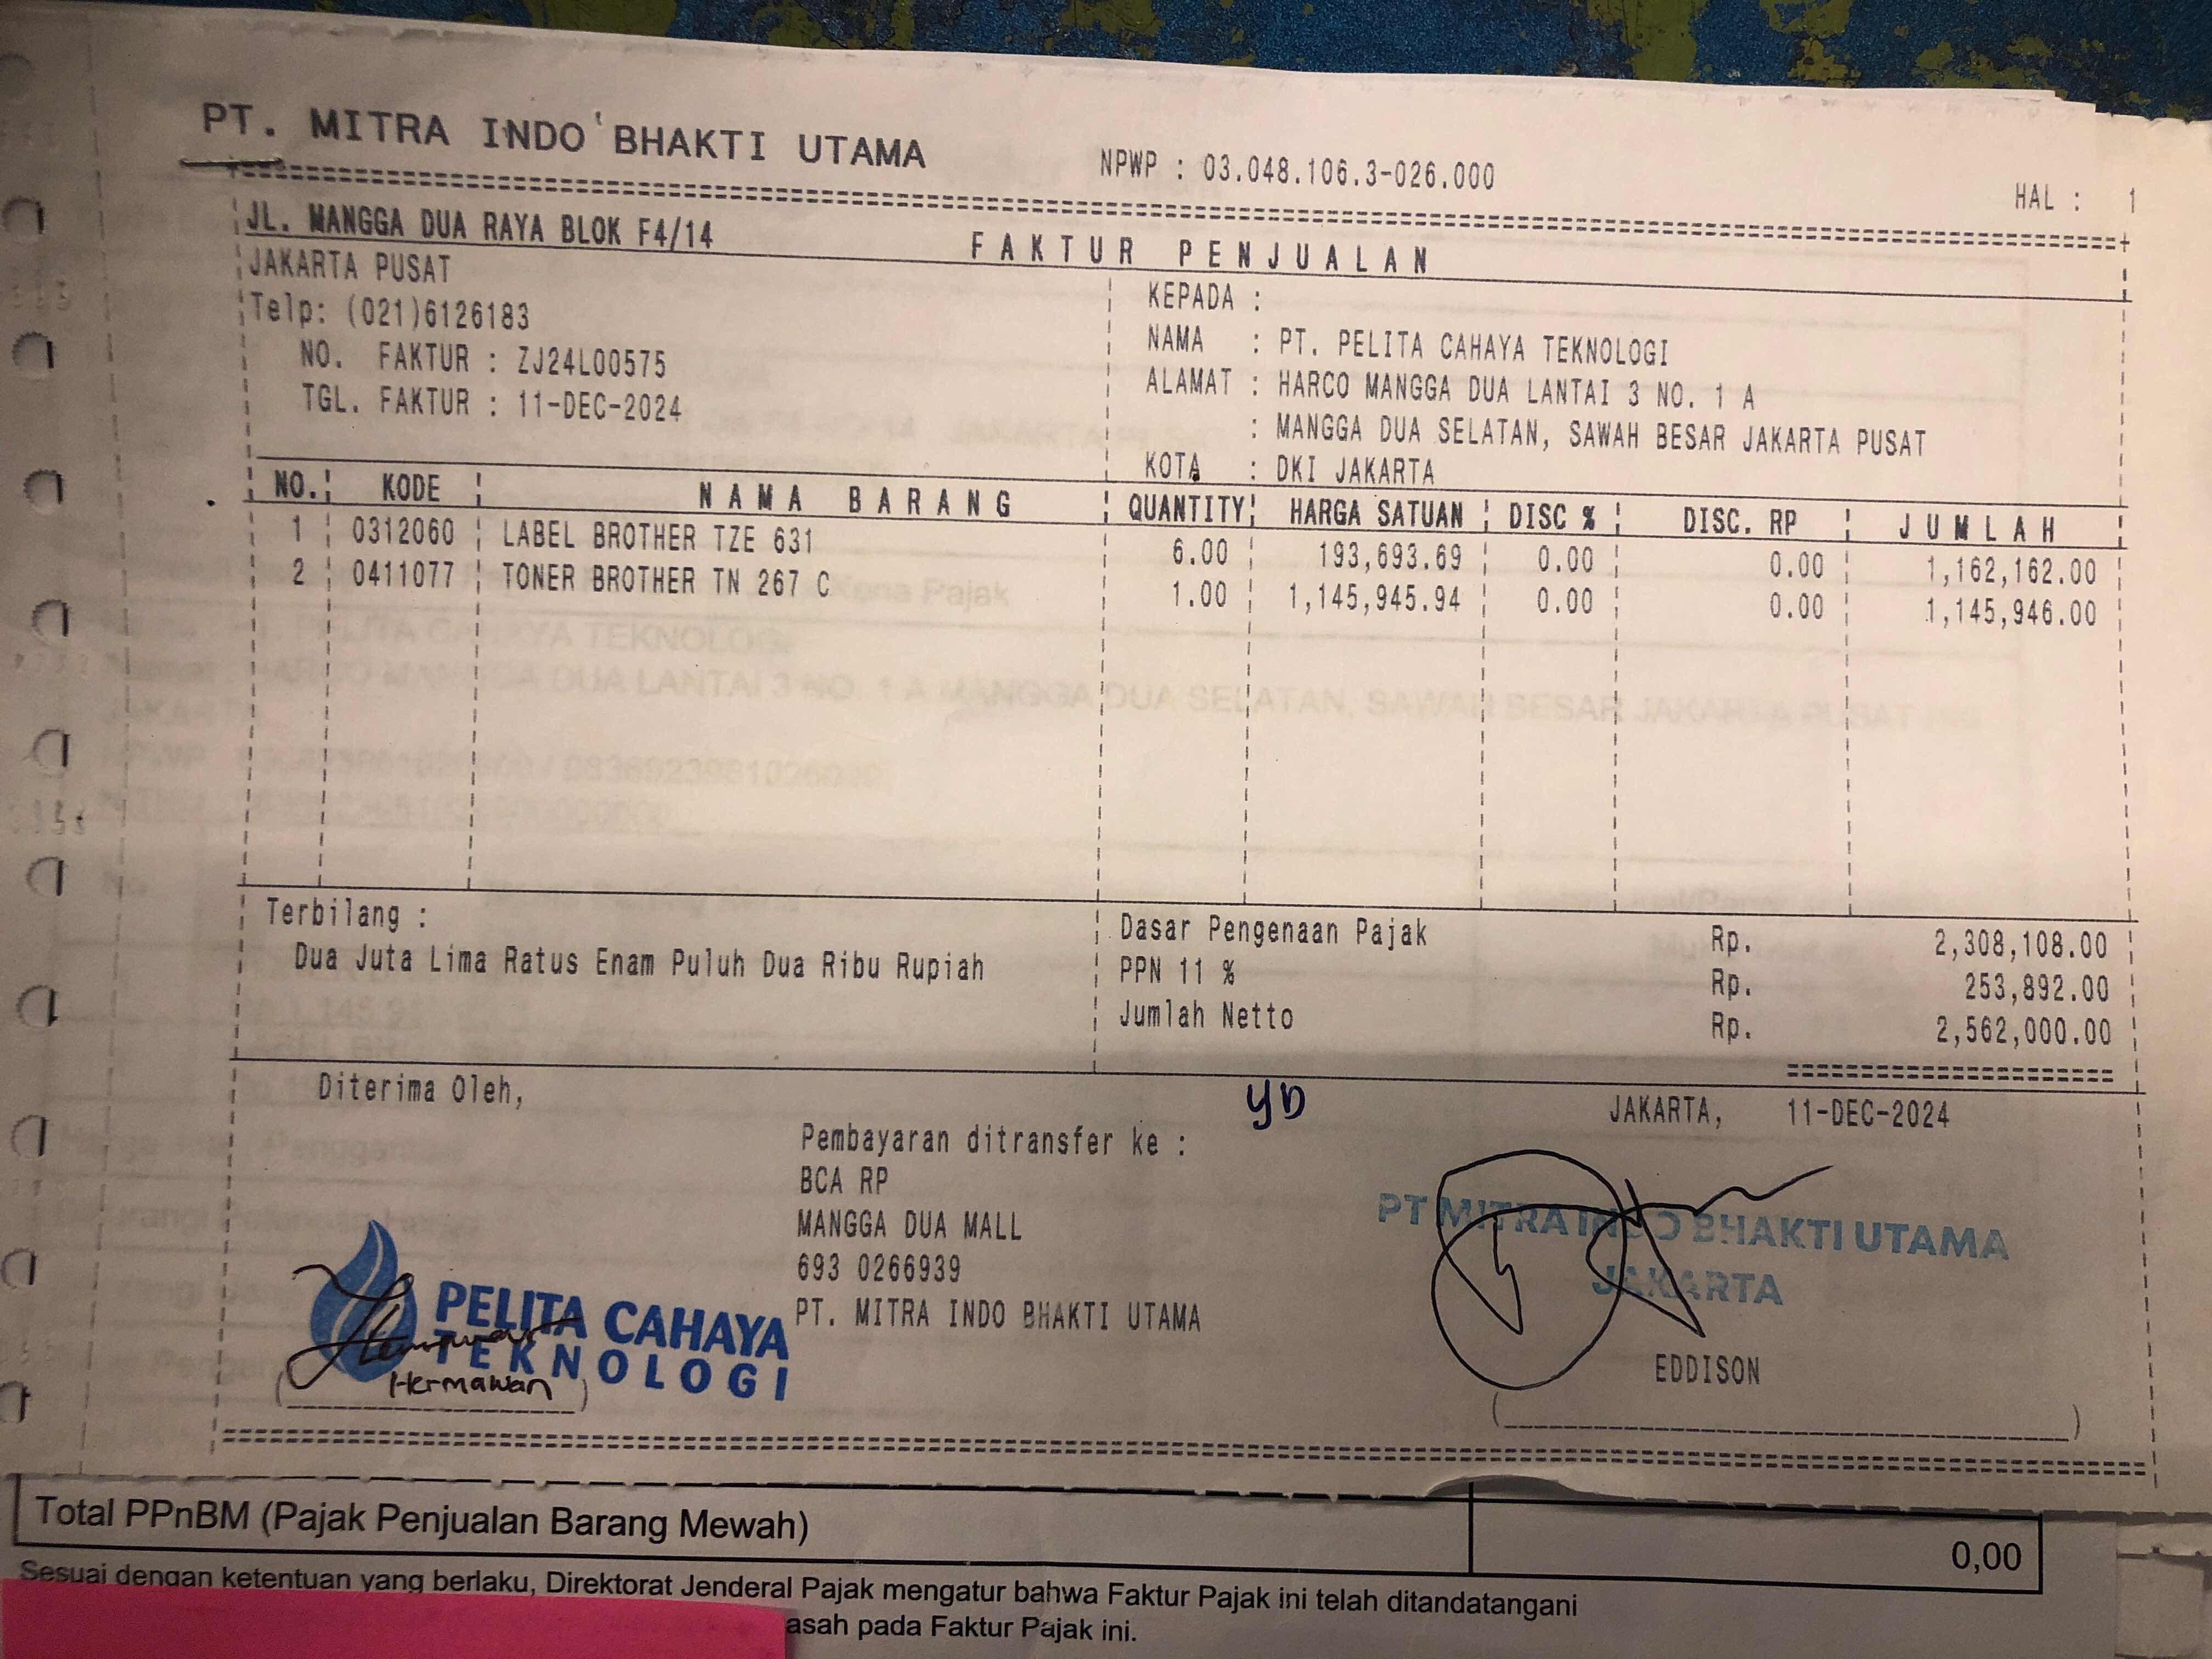 PT. MITRA INDO BHAKTI UTAMA
NPWP : 03.048.106.3-026.000
HAL : 1
JL. MANGGA DUA RAYA BLOK F4/14
FAKTUR PENJUALAN
JAKARTA PUSAT
Telp: (021)6126183
NO. FAKTUR : ZJ24L00575
TGL. FAKTUR : 11-DEC-2024
KEPADA :
NAMA : PT. PELITA CAHAYA TEKNOLOGI
ALAMAT : HARCO MANGGA DUA LANTAI 3 NO. 1 A
: MANGGA DUA SELATAN, SAWAH BESAR JAKARTA PUSAT
KOTA : DKI JAKARTA
NO. KODE NAMA BARANG QUANTITY HARGA SATUAN DISC % DISC. RP JUMLAH
1 0312060 LABEL BROTHER TZE 631 6.00 193,693.69 0.00 0.00 1,162,162.00
2 0411077 TONER BROTHER TN 267 C 1.00 1,145,945.94 0.00 0.00 1,145,946.00
Terbilang :
Dua Juta Lima Ratus Enam Puluh Dua Ribu Rupiah
Dasar Pengenaan Pajak Rp. 2,308,108.00
PPN 11 % Rp. 253,892.00
Jumlah Netto Rp. 2,562,000.00
Diterima Oleh,
YD
JAKARTA, 11-DEC-2024
Pembayaran ditransfer ke :
BCA RP
MANGGA DUA MALL
693 0266939
PT. MITRA INDO BHAKTI UTAMA
PELITA CAHAYA
TEKNOLOGI
Hermawan
PT MITRA INDO BHAKTI UTAMA
JAKARTA
EDDISON
Total PPnBM (Pajak Penjualan Barang Mewah) 0,00
Sesuai dengan ketentuan yang berlaku, Direktorat Jenderal Pajak mengatur bahwa Faktur Pajak ini telah ditandatangani
asah pada Faktur Pajak ini.